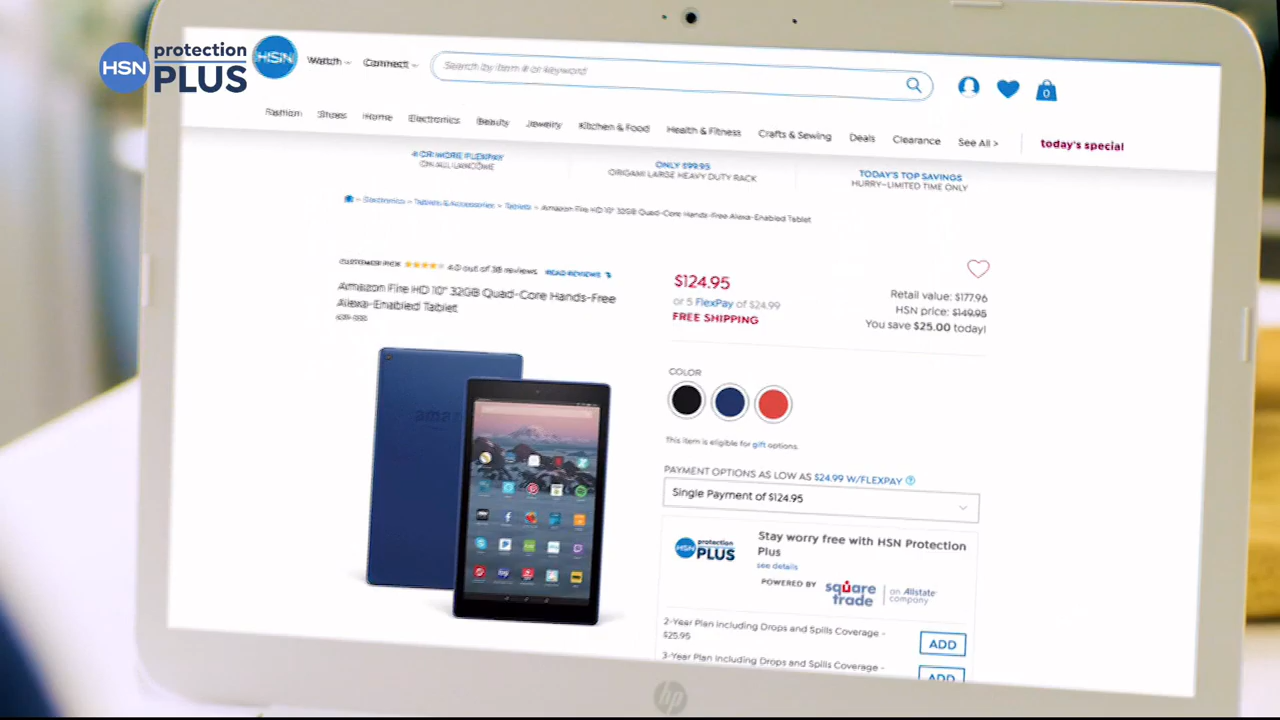 HSN protection
PLUS
HSN
Watch
Connect
Search by item # or keyword
0
Fashion
Shoes
Home
Electronics
Beauty
Jewelry
Kitchen & Food
Health & Fitness
Crafts & Sewing
Deals
Clearance
See All >
today's special
4 OR MORE FLEXPAY
ON ALL LANCOME
ONLY $99.95
ORIGAMI LARGE HEAVY DUTY RACK
TODAY'S TOP SAVINGS
HURRY–LIMITED TIME ONLY
Electronics > Tablets & Accessories > Tablets > Amazon Fire HD 10" 32GB Quad-Core Hands-Free Alexa-Enabled Tablet
CUSTOMER PICK 4.0 out of 38 reviews READ REVIEWS
Amazon Fire HD 10" 32GB Quad-Core Hands-Free
Alexa-Enabled Tablet
$124.95
or 5 FlexPay of $24.99
FREE SHIPPING
Retail value: $177.96
HSN price: $149.95
You save $25.00 today!
COLOR
This item is eligible for gift options.
PAYMENT OPTIONS AS LOW AS $24.99 W/FLEXPAY
Single Payment of $124.95
HSN protection
PLUS
Stay worry free with HSN Protection
Plus
see details
POWERED BY
square
trade
an Allstate
company
2-Year Plan Including Drops and Spills Coverage -
$25.95
ADD
3-Year Plan Including Drops and Spills Coverage -
ADD
amaz
hp